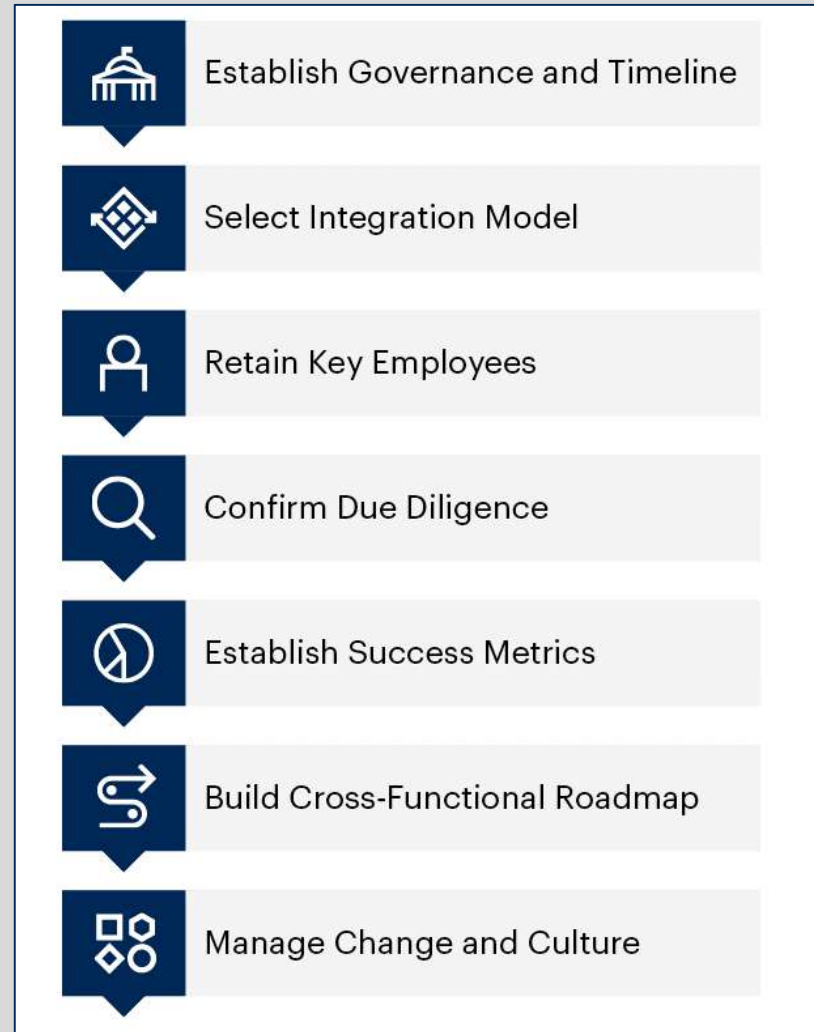 Establish Governance and Timeline
Select Integration Model
Retain Key Employees
Confirm Due Diligence
Establish Success Metrics
Build Cross-Functional Roadmap
Manage Change and Culture